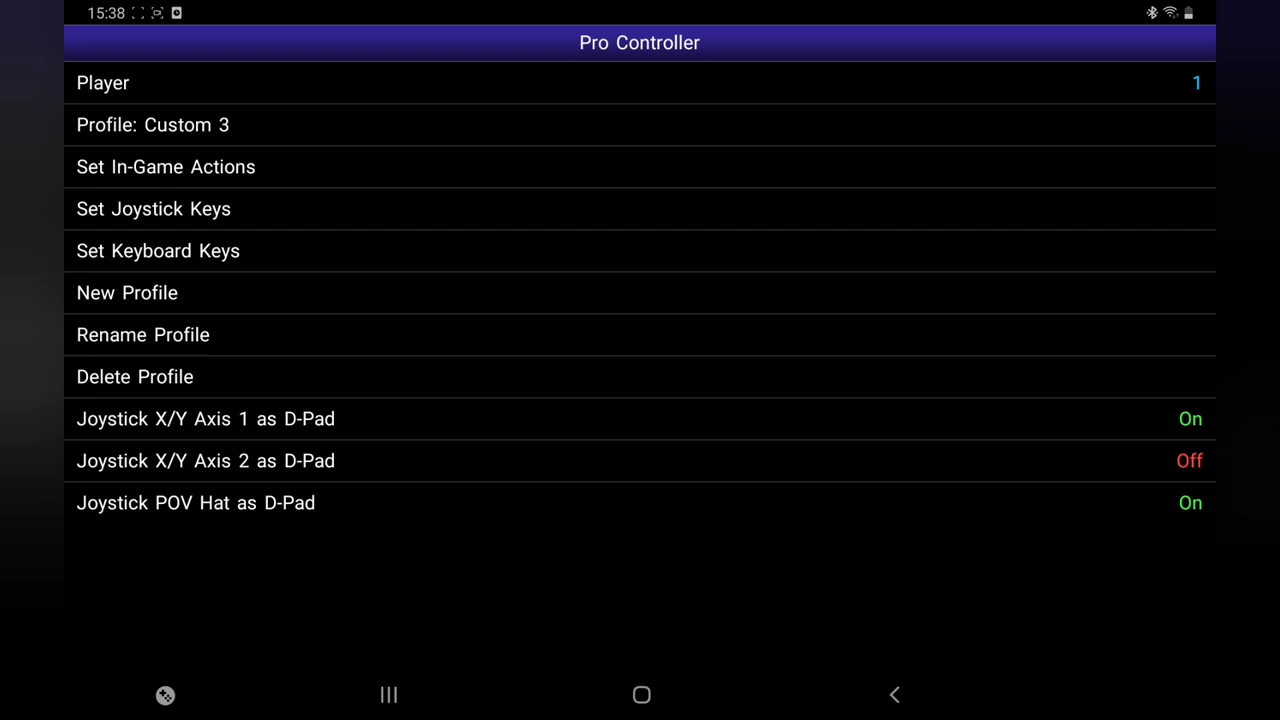 15:38
Pro Controller
Player 1
Profile: Custom 3
Set In-Game Actions
Set Joystick Keys
Set Keyboard Keys
New Profile
Rename Profile
Delete Profile
Joystick X/Y Axis 1 as D-Pad On
Joystick X/Y Axis 2 as D-Pad Off
Joystick POV Hat as D-Pad On